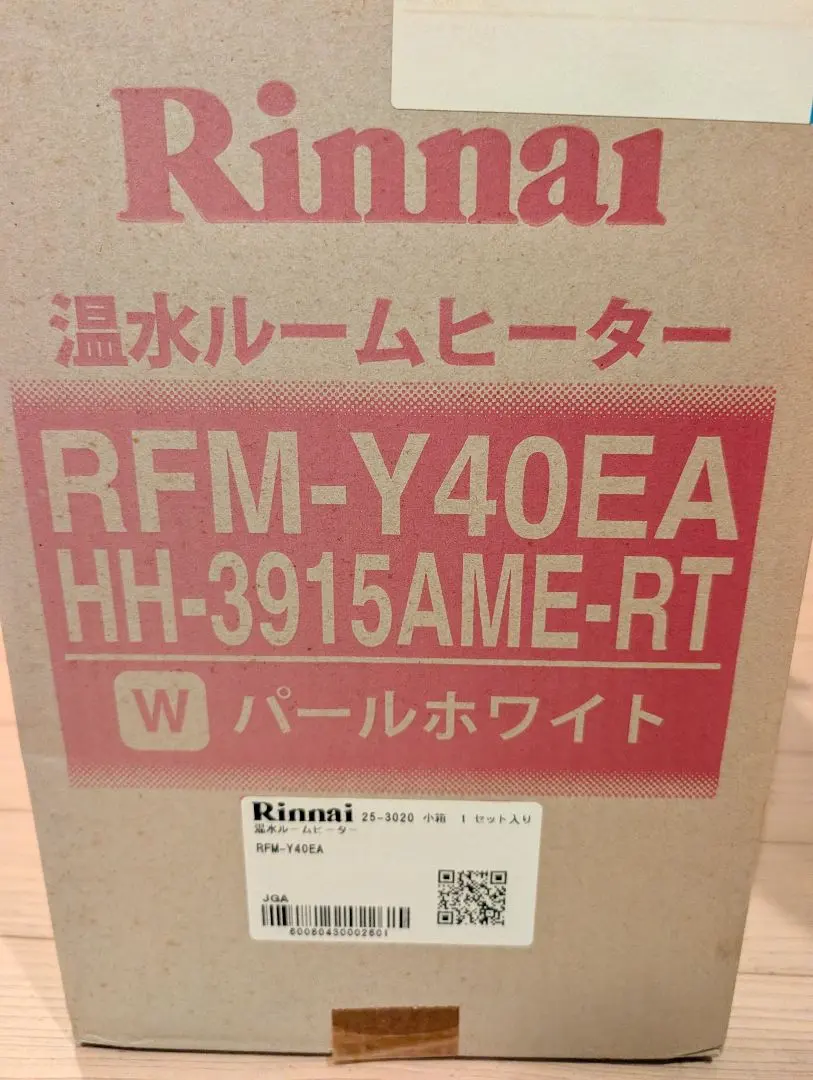 Rinnai
温水ルームヒーター
RFM-Y40EA
HH-3915AME-RT
W パールホワイト
Rinnai 25-3020 小箱 1 セット入り
温水ルームヒーター
RFM-Y40EA
JGA
60060430002601